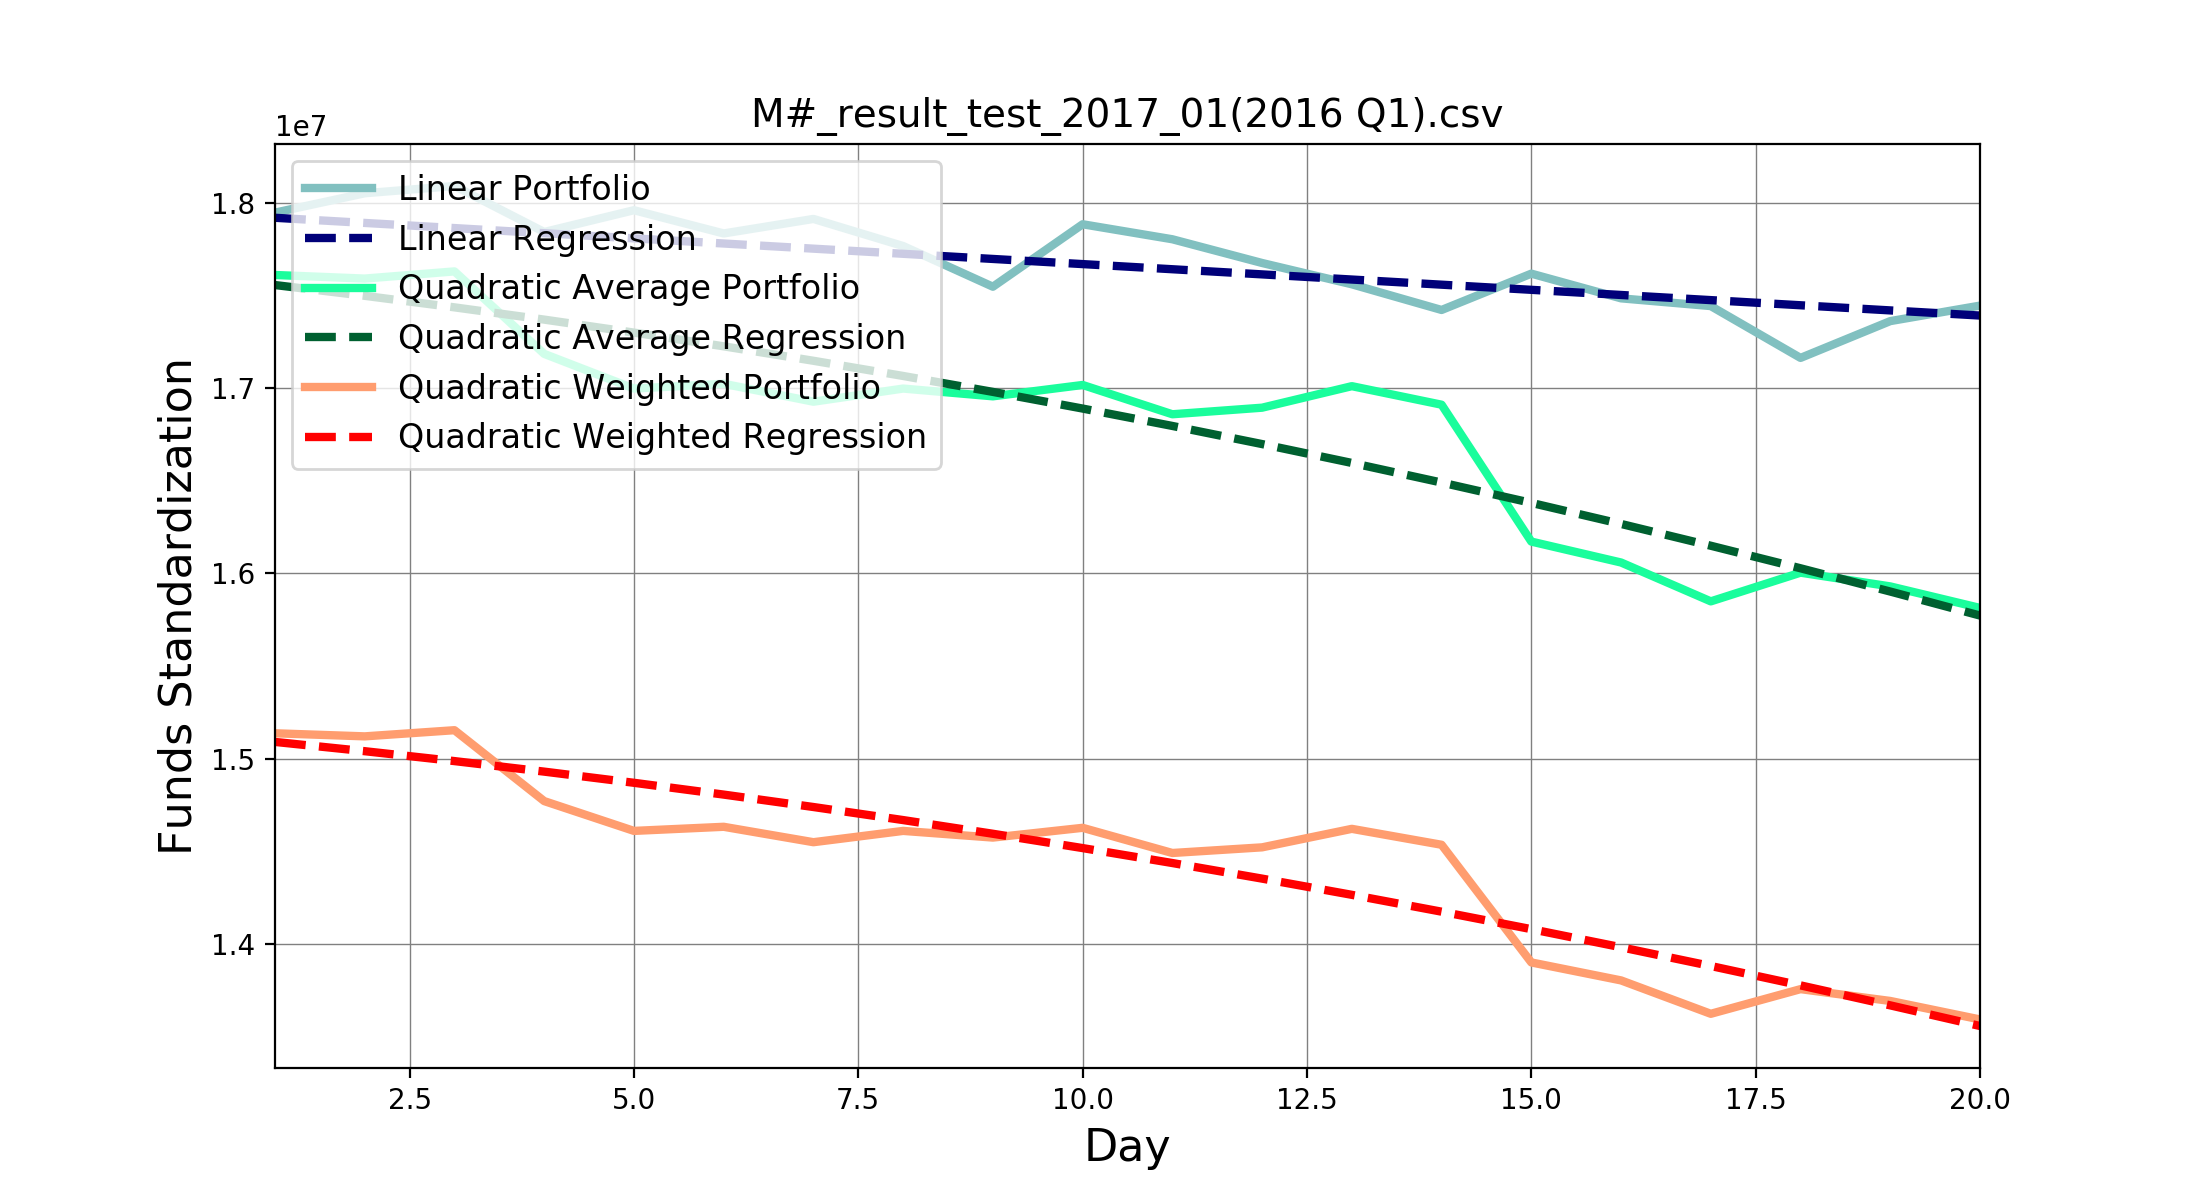 M#_result_test_2017_01(2016 Q1).csv
1e7
Linear Portfolio
Linear Regression
Quadratic Average Portfolio
Quadratic Average Regression
Quadratic Weighted Portfolio
Quadratic Weighted Regression
Funds Standardization
1.8
1.7
1.6
1.5
1.4
2.5 5.0 7.5 10.0 12.5 15.0 17.5 20.0
Day